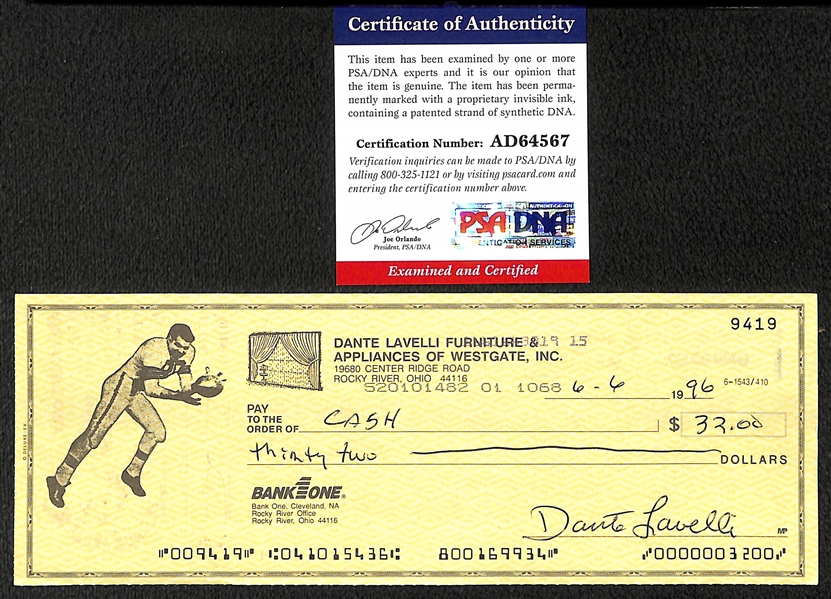 Certificate of Authenticity
This item has been examined by one or more
PSA/DNA experts and it is our opinion that
the item is genuine. The item has been perma-
nently marked with a proprietary invisible ink,
containing a patented strand of synthetic DNA.
Certification Number: AD64567
Verification inquiries can be made to PSA/DNA by
calling 800-325-1121 or by visiting psacard.com and
entering the certification number above.
PSA DNA
AUTHENTICATION SERVICES
Joe Orlando
President, PSA/DNA
Examined and Certified
9419
DANTE LAVELLI FURNITURE &
APPLIANCES OF WESTGATE, INC.
19680 CENTER RIDGE ROAD
ROCKY RIVER, OHIO 44116
520101482 01 1068
6-6 1996 6-1543/410
PAY
TO THE
ORDER OF CASH $ 32.00
thirty two DOLLARS
BANK ONE
Bank One, Cleveland, NA
Rocky River Office
Rocky River, Ohio 44116
Dante Lavelli MP
⑈009419⑈ ⑆041015436⑆ 800169934⑈ ⑈0000003200⑈